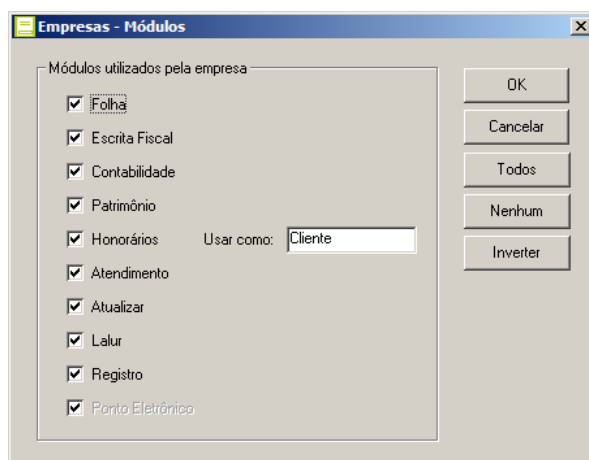 Empresas - Módulos
Módulos utilizados pela empresa
Folha
Escrita Fiscal
Contabilidade
Patrimônio
Honorários Usar como: Cliente
Atendimento
Atualizar
Lalur
Registro
Ponto Eletrônico
OK
Cancelar
Todos
Nenhum
Inverter